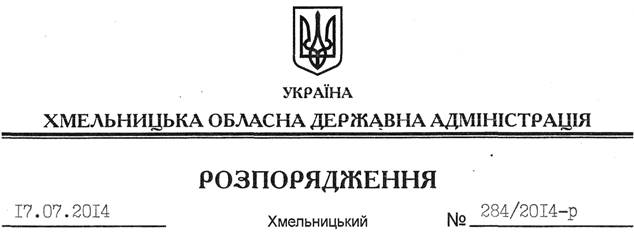 УКРАЇНА
ХМЕЛЬНИЦЬКА ОБЛАСНА ДЕРЖАВНА АДМІНІСТРАЦІЯ
РОЗПОРЯДЖЕННЯ
17.07.2014 Хмельницький № 284/2014-р